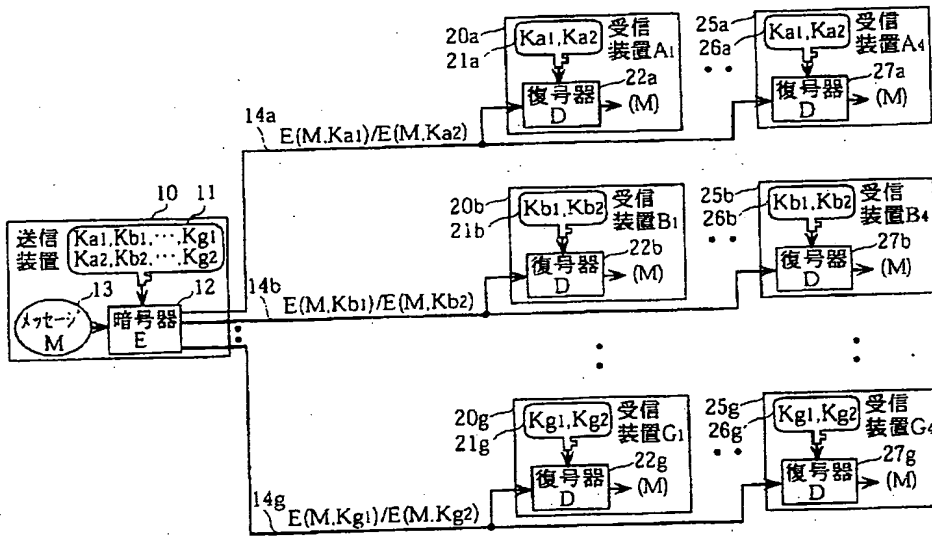 20a
21a
Ka1,Ka2
受信
装置A1
22a
復号器
D
(M)
25a
26a
Ka1,Ka2
受信
装置A4
27a
復号器
D
(M)
14a
E(M,Ka1)/E(M,Ka2)
10
11
送信
装置
Ka1,Kb1,…,Kg1
Ka2,Kb2,…,Kg2
13
12
メッセージ
M
暗号器
E
20b
21b
Kb1,Kb2
受信
装置B1
22b
復号器
D
(M)
25b
26b
Kb1,Kb2
受信
装置B4
27b
復号器
D
(M)
14b
E(M,Kb1)/E(M,Kb2)
20g
21g
Kg1,Kg2
受信
装置G1
22g
復号器
D
(M)
25g
26g
Kg1,Kg2
受信
装置G4
27g
復号器
D
(M)
14g
E(M,Kg1)/E(M,Kg2)